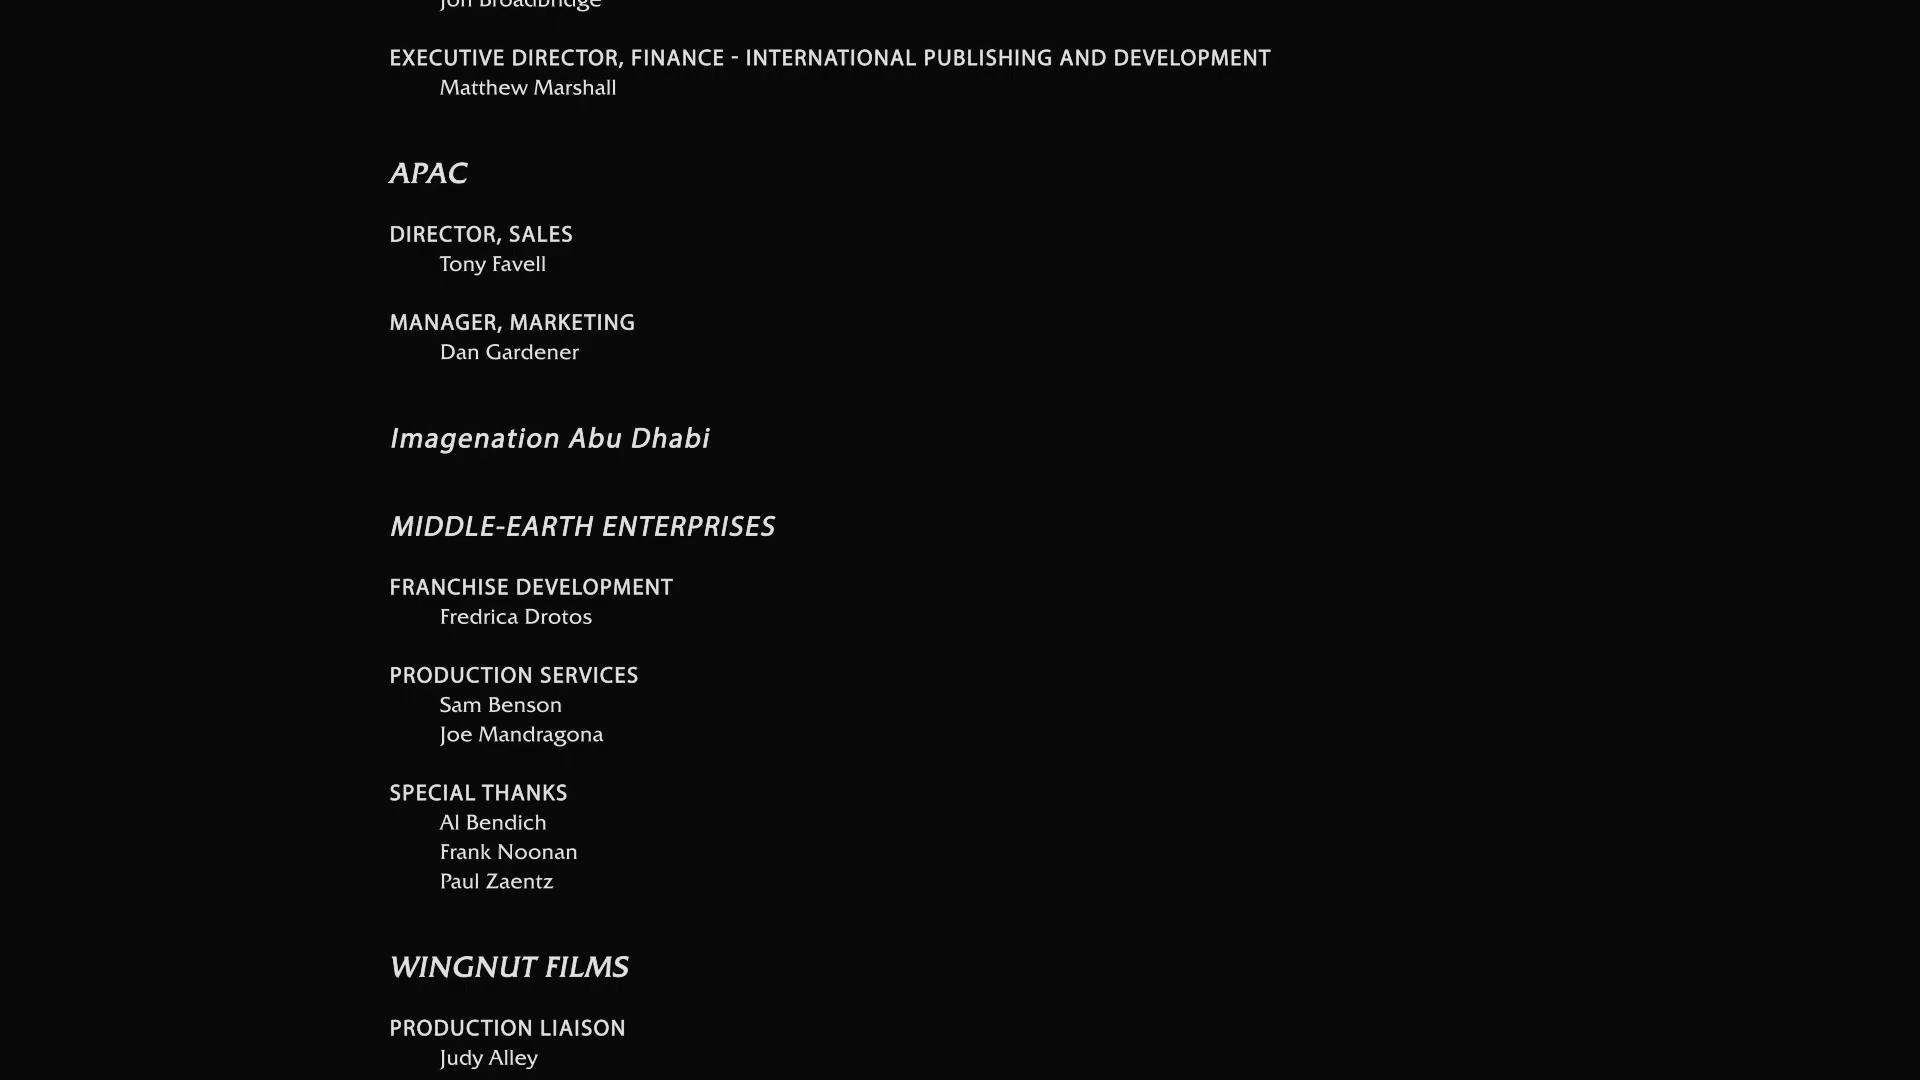 Jon Broadbridge
EXECUTIVE DIRECTOR, FINANCE - INTERNATIONAL PUBLISHING AND DEVELOPMENT
Matthew Marshall
APAC
DIRECTOR, SALES
Tony Favell
MANAGER, MARKETING
Dan Gardener
Imagenation Abu Dhabi
MIDDLE-EARTH ENTERPRISES
FRANCHISE DEVELOPMENT
Fredrica Drotos
PRODUCTION SERVICES
Sam Benson
Joe Mandragona
SPECIAL THANKS
Al Bendich
Frank Noonan
Paul Zaentz
WINGNUT FILMS
PRODUCTION LIAISON
Judy Alley